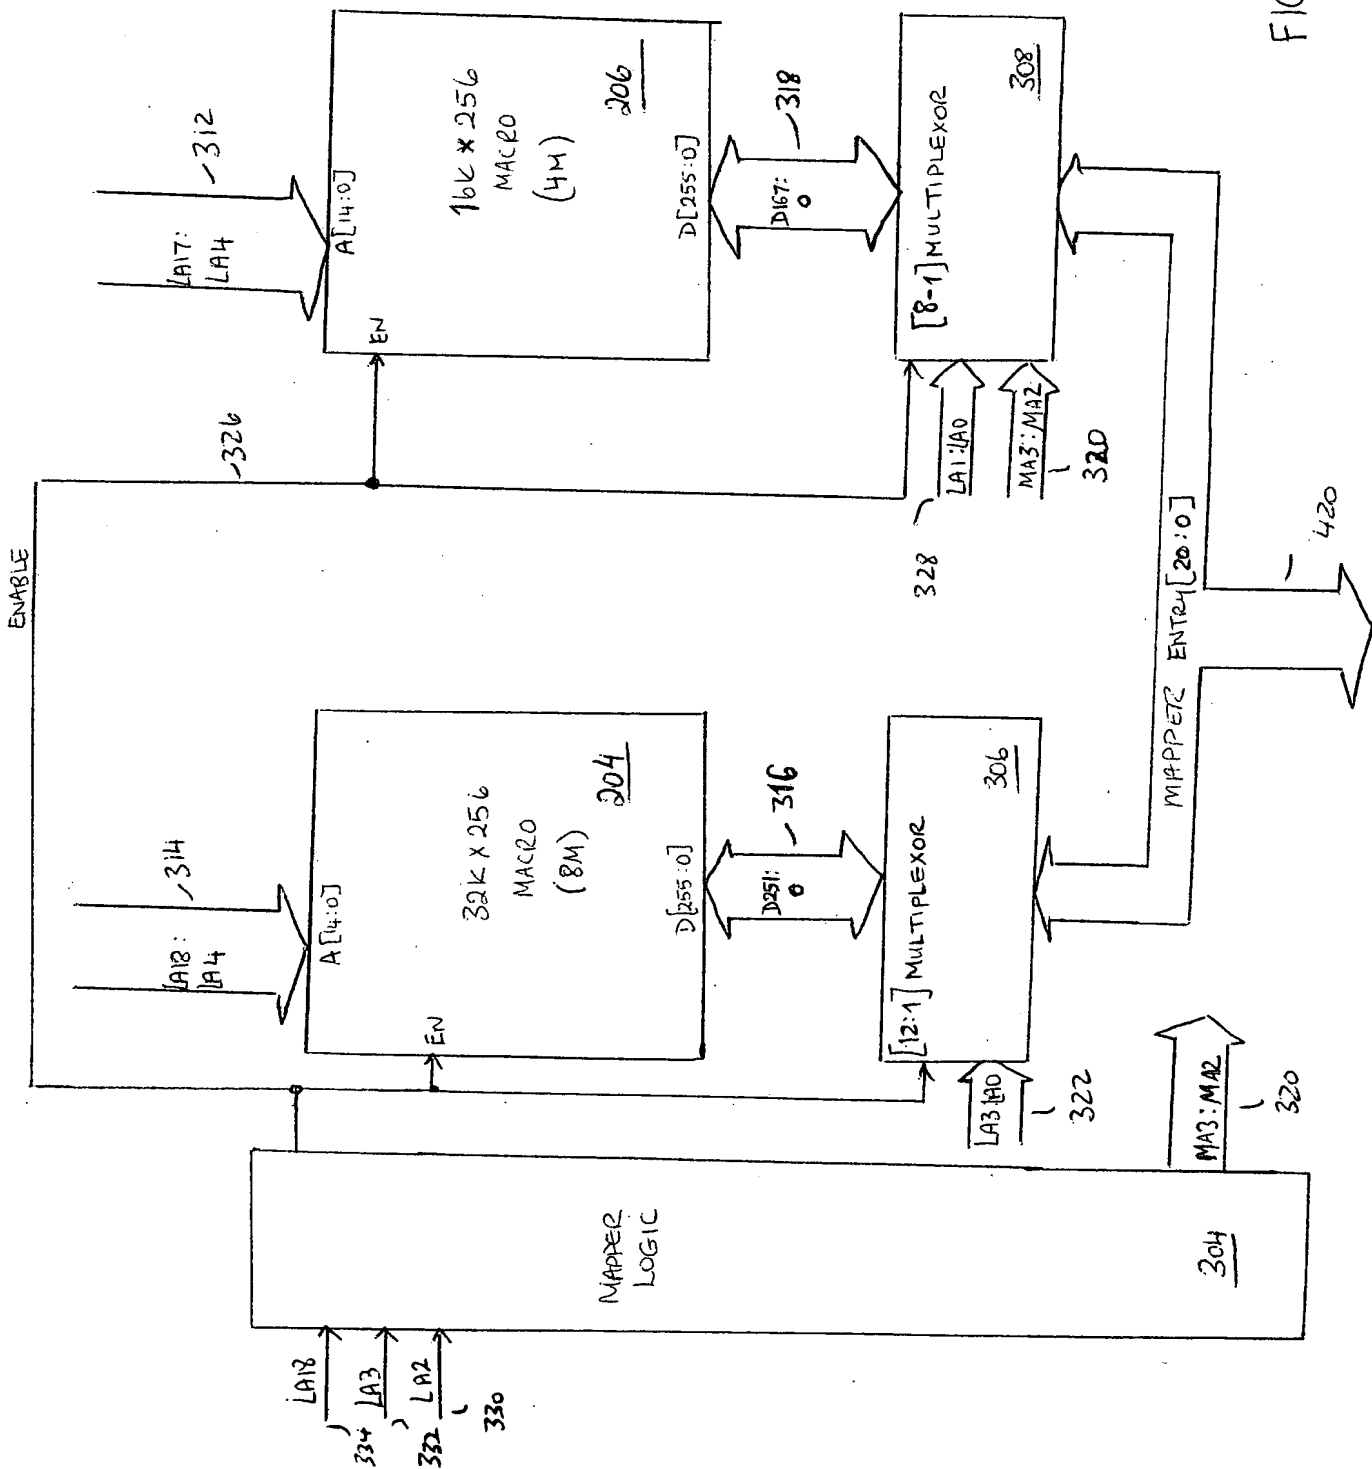 FIG
ENABLE
326
LA17:
LA4
312
A[14:0]
EN
16K × 256
MACRO
(4M)
206
D[255:0]
D167:
0
318
[8-1] MULTIPLEXOR
308
328
LA1:LA0
MA3::MA2
320
LA18:
LA4
314
A[14:0]
EN
32K × 256
MACRO
(8M)
204
D[255:0]
D251:
0
316
[12:1] MULTIPLEXOR
306
LA3:LA0
322
MAPPER ENTRY [20:0]
420
LA18
334
LA3
332
LA2
330
MAPPER
LOGIC
304
MA3::MA2
320